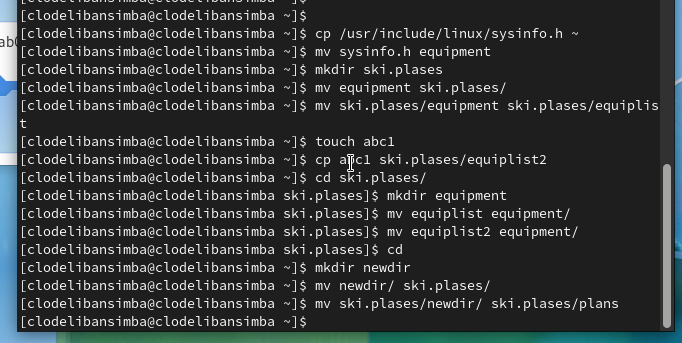 [clodelibansimba@clodelibansimba ~]$
[clodelibansimba@clodelibansimba ~]$ cp /usr/include/linux/sysinfo.h ~
[clodelibansimba@clodelibansimba ~]$ mv sysinfo.h equipment
[clodelibansimba@clodelibansimba ~]$ mkdir ski.plases
[clodelibansimba@clodelibansimba ~]$ mv equipment ski.plases/
[clodelibansimba@clodelibansimba ~]$ mv ski.plases/equipment ski.plases/equiplis
t
[clodelibansimba@clodelibansimba ~]$ touch abc1
[clodelibansimba@clodelibansimba ~]$ cp abc1 ski.plases/equiplist2
[clodelibansimba@clodelibansimba ~]$ cd ski.plases/
[clodelibansimba@clodelibansimba ski.plases]$ mkdir equipment
[clodelibansimba@clodelibansimba ski.plases]$ mv equiplist equipment/
[clodelibansimba@clodelibansimba ski.plases]$ mv equiplist2 equipment/
[clodelibansimba@clodelibansimba ski.plases]$ cd
[clodelibansimba@clodelibansimba ~]$ mkdir newdir
[clodelibansimba@clodelibansimba ~]$ mv newdir/ ski.plases/
[clodelibansimba@clodelibansimba ~]$ mv ski.plases/newdir/ ski.plases/plans
[clodelibansimba@clodelibansimba ~]$